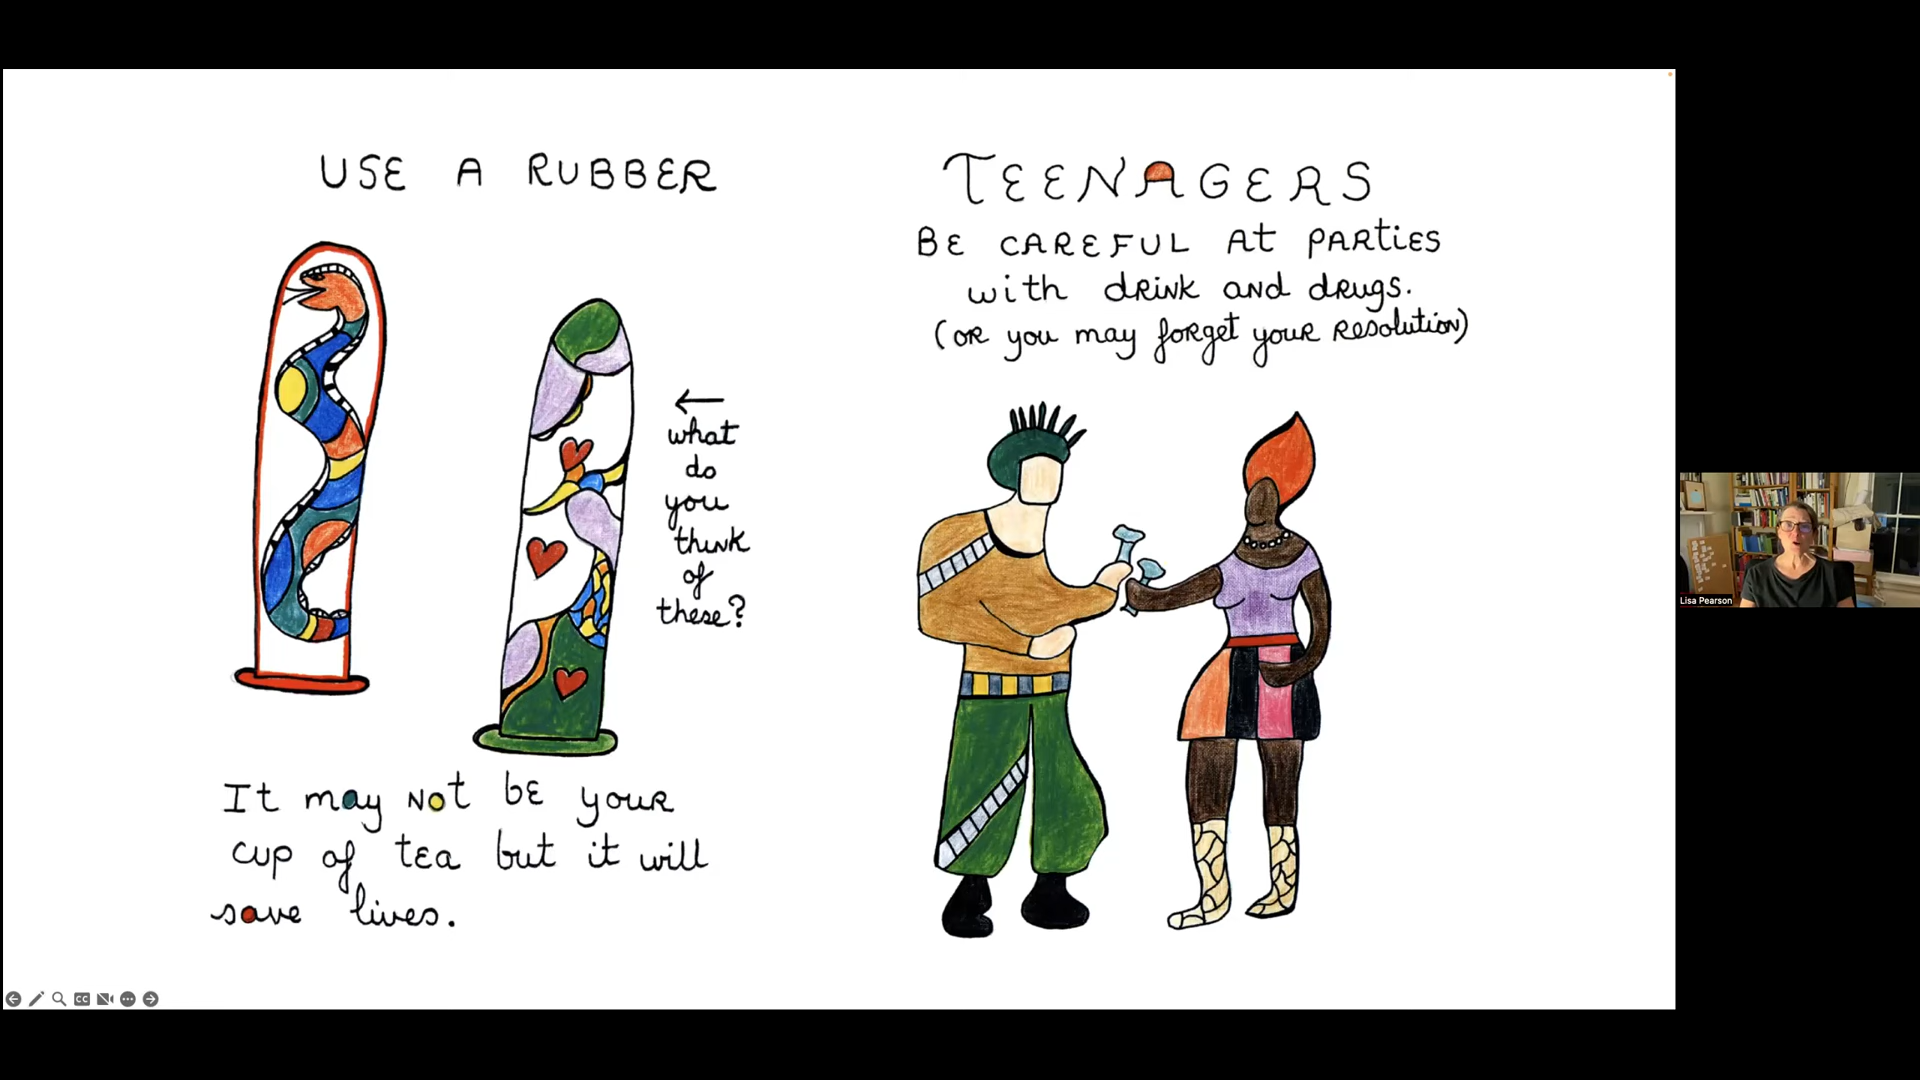 USE A RUBBER
←
what
do
you
think
of
these?
It may not be your
cup of tea but it will
save lives.
TEENAGERS
BE CAREFUL At PARtiES
with drink and drugs.
(or you may forget your resolution)
Lisa Pearson
CC